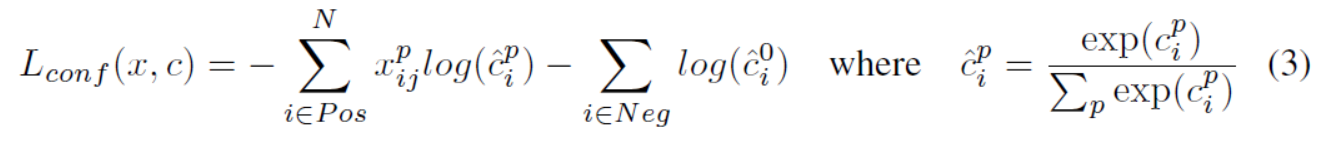 L_{conf}(x, c) = - \sum_{i \in Pos}^{N} x_{ij}^{p} log(\hat{c}_{i}^{p}) - \sum_{i \in Neg} log(\hat{c}_{i}^{0}) where \hat{c}_{i}^{p} = \frac{\exp(c_{i}^{p})}{\sum_{p} \exp(c_{i}^{p})} (3)